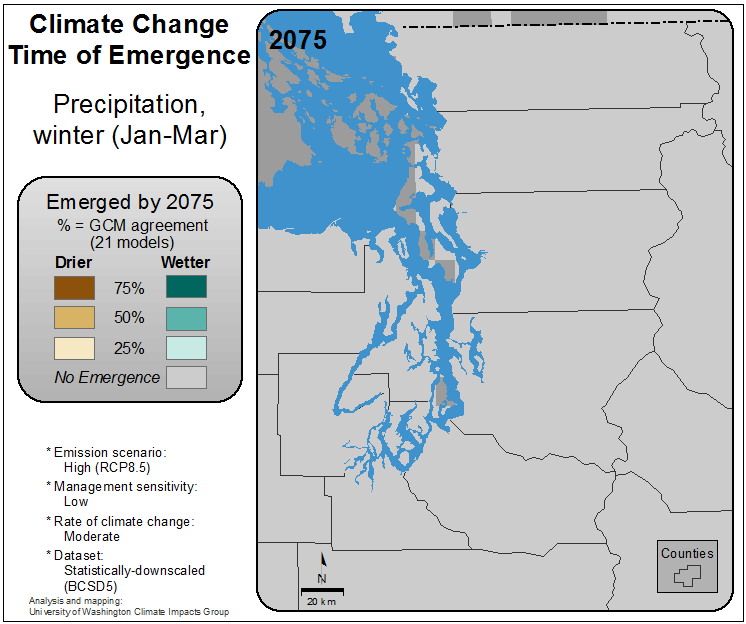 Climate Change
Time of Emergence
Precipitation,
winter (Jan-Mar)
Emerged by 2075
% = GCM agreement
(21 models)
Drier Wetter
75%
50%
25%
No Emergence
* Emission scenario:
High (RCP8.5)
* Management sensitivity:
Low
* Rate of climate change:
Moderate
* Dataset:
Statistically-downscaled
(BCSD5)
Analysis and mapping:
University of Washington Climate Impacts Group
2075
N
20 km
Counties